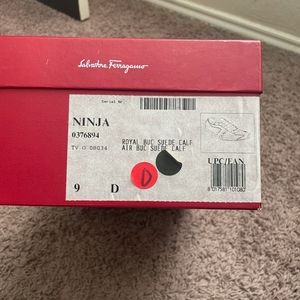 Salvatore Ferragamo
Serial Nr.
NINJA
0376894
TV O 08034
ROYAL BUC SUEDE CALF
AIR BUC SUEDE CALF
D
UPC/EAN
9 D
8017581101080